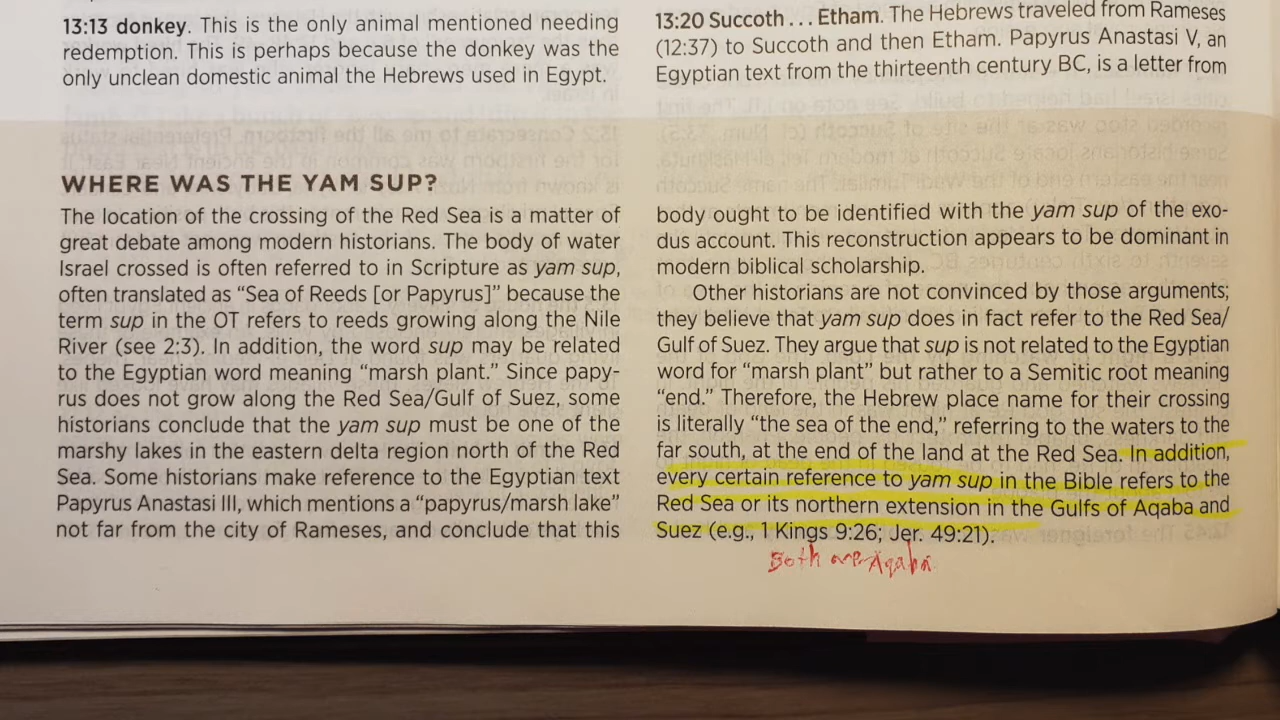 13:13 donkey. This is the only animal mentioned needing
redemption. This is perhaps because the donkey was the
only unclean domestic animal the Hebrews used in Egypt.
13:20 Succoth . . . Etham. The Hebrews traveled from Rameses
(12:37) to Succoth and then Etham. Papyrus Anastasi V, an
Egyptian text from the thirteenth century BC, is a letter from
WHERE WAS THE YAM SUP?
The location of the crossing of the Red Sea is a matter of
great debate among modern historians. The body of water
Israel crossed is often referred to in Scripture as yam sup,
often translated as “Sea of Reeds [or Papyrus]” because the
term sup in the OT refers to reeds growing along the Nile
River (see 2:3). In addition, the word sup may be related
to the Egyptian word meaning “marsh plant.” Since papy-
rus does not grow along the Red Sea/Gulf of Suez, some
historians conclude that the yam sup must be one of the
marshy lakes in the eastern delta region north of the Red
Sea. Some historians make reference to the Egyptian text
Papyrus Anastasi III, which mentions a “papyrus/marsh lake”
not far from the city of Rameses, and conclude that this
body ought to be identified with the yam sup of the exo-
dus account. This reconstruction appears to be dominant in
modern biblical scholarship.
Other historians are not convinced by those arguments;
they believe that yam sup does in fact refer to the Red Sea/
Gulf of Suez. They argue that sup is not related to the Egyptian
word for “marsh plant” but rather to a Semitic root meaning
“end.” Therefore, the Hebrew place name for their crossing
is literally “the sea of the end,” referring to the waters to the
far south, at the end of the land at the Red Sea. In addition,
every certain reference to yam sup in the Bible refers to the
Red Sea or its northern extension in the Gulfs of Aqaba and
Suez (e.g., 1 Kings 9:26; Jer. 49:21).
Both are Aqaba